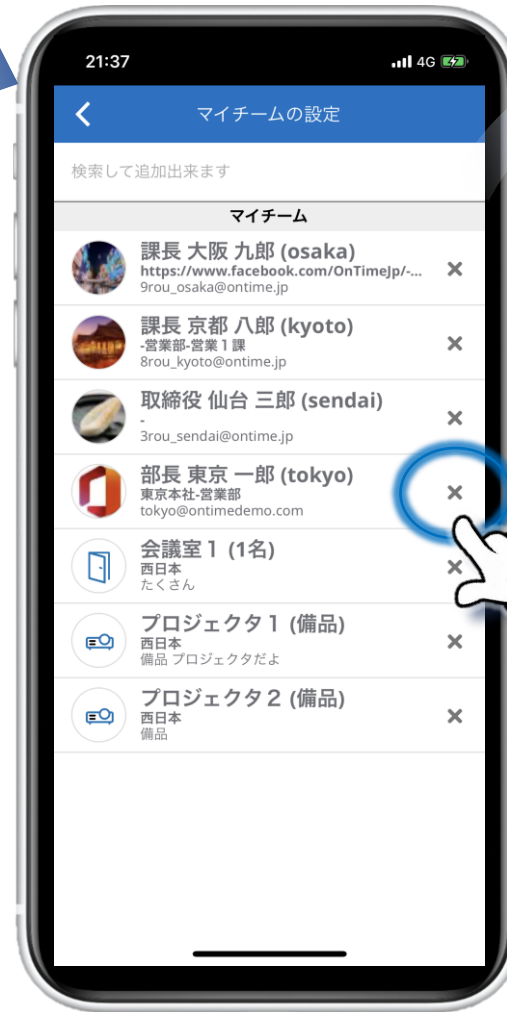 21:37
4G
マイチームの設定
検索して追加出来ます
マイチーム
課長 大阪 九郎 (osaka)
https://www.facebook.com/OnTimeJp/-...
9rou_osaka@ontime.jp
課長 京都 八郎 (kyoto)
-営業部-営業１課
8rou_kyoto@ontime.jp
取締役 仙台 三郎 (sendai)
-
3rou_sendai@ontime.jp
部長 東京 一郎 (tokyo)
東京本社-営業部
tokyo@ontimedemo.com
会議室１ (1名)
西日本
たくさん
プロジェクタ１ (備品)
西日本
備品 プロジェクタだよ
プロジェクタ２ (備品)
西日本
備品